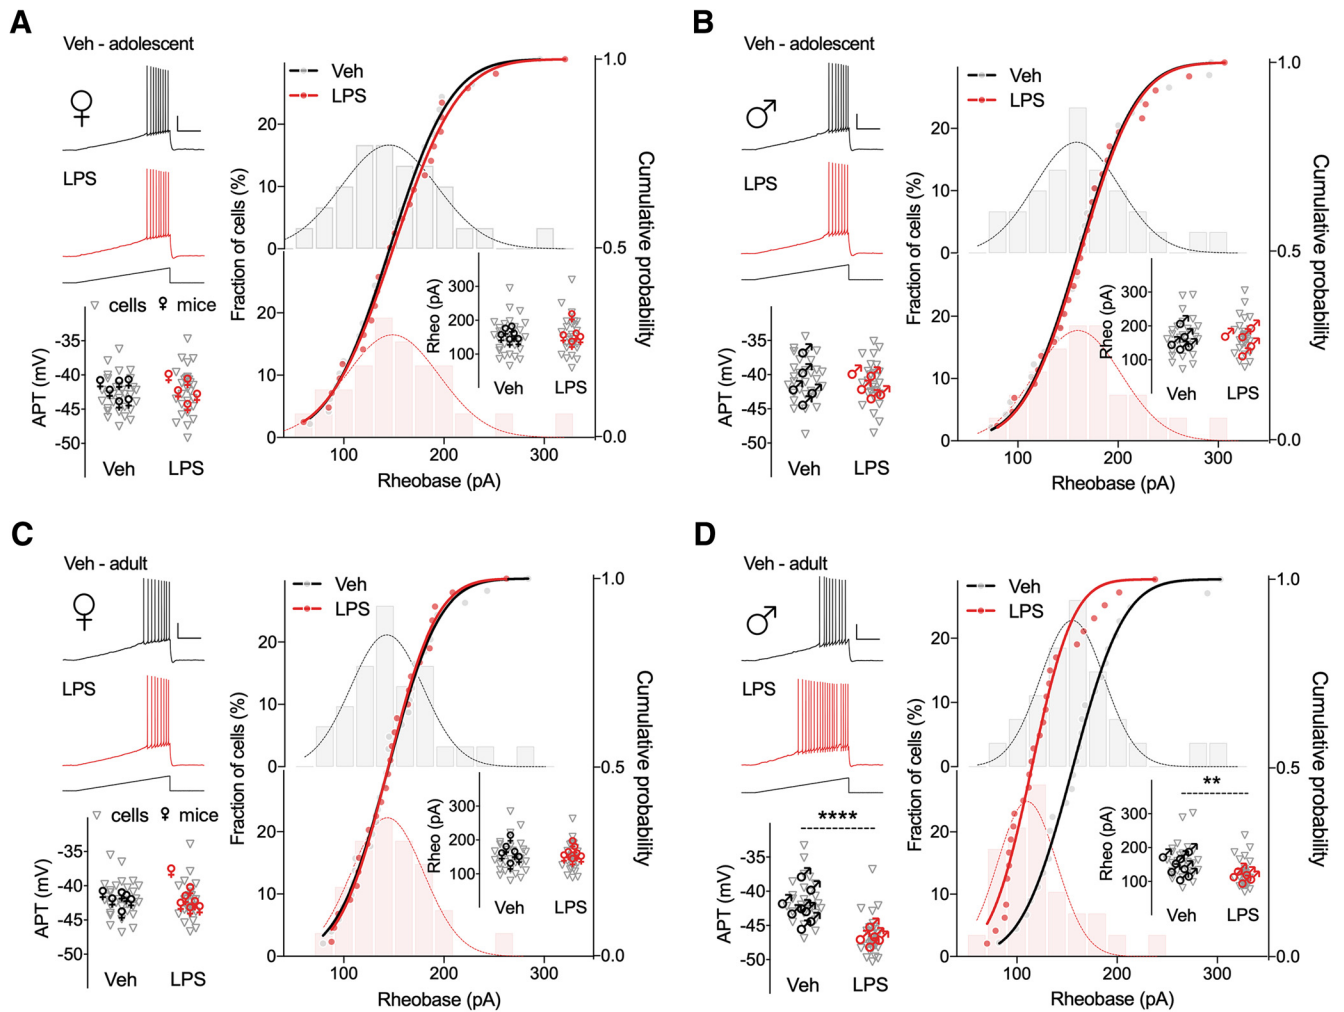 A
Veh - adolescent
♀
LPS
▽ cells ♀ mice
APT (mV)
-35
-40
-45
-50
Veh LPS
Veh
LPS
Fraction of cells (%)
20
10
0
20
10
0
1.0
0.5
0.0
Cumulative probability
Rheo (pA)
300
200
100
Veh LPS
100 200 300
Rheobase (pA)
B
Veh - adolescent
♂
LPS
APT (mV)
-35
-40
-45
-50
Veh LPS
Veh
LPS
Fraction of cells (%)
20
10
0
20
10
0
1.0
0.5
0.0
Cumulative probability
Rheo (pA)
300
200
100
Veh LPS
100 200 300
Rheobase (pA)
C
Veh - adult
♀
LPS
▽ cells ♀ mice
APT (mV)
-35
-40
-45
-50
Veh LPS
Veh
LPS
Fraction of cells (%)
20
10
0
20
10
0
1.0
0.5
0.0
Cumulative probability
Rheo (pA)
300
200
100
Veh LPS
100 200 300
Rheobase (pA)
D
Veh - adult
♂
LPS
****
APT (mV)
-35
-40
-45
-50
Veh LPS
Veh
LPS
Fraction of cells (%)
20
10
0
20
10
0
1.0
0.5
0.0
Cumulative probability
**
Rheo (pA)
300
200
100
Veh LPS
100 200 300
Rheobase (pA)